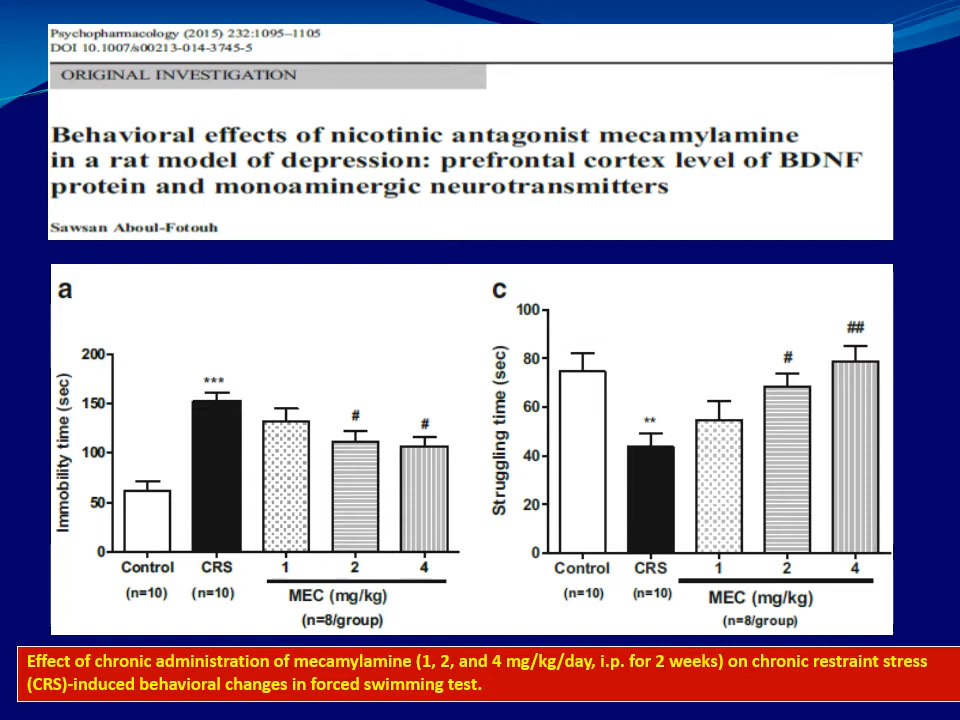 Psychopharmacology (2015) 232:1095–1105
DOI 10.1007/s00213-014-3745-5
ORIGINAL INVESTIGATION
Behavioral effects of nicotinic antagonist mecamylamine
in a rat model of depression: prefrontal cortex level of BDNF
protein and monoaminergic neurotransmitters
Sawsan Aboul-Fotouh
a
Immobility time (sec)
200
150
100
50
0
***
#
#
Control
CRS
1
2
4
(n=10)
(n=10)
MEC (mg/kg)
(n=8/group)
c
Struggling time (sec)
100
80
60
40
20
0
**
#
##
Control
CRS
1
2
4
(n=10)
(n=10)
MEC (mg/kg)
(n=8/group)
Effect of chronic administration of mecamylamine (1, 2, and 4 mg/kg/day, i.p. for 2 weeks) on chronic restraint stress
(CRS)-induced behavioral changes in forced swimming test.